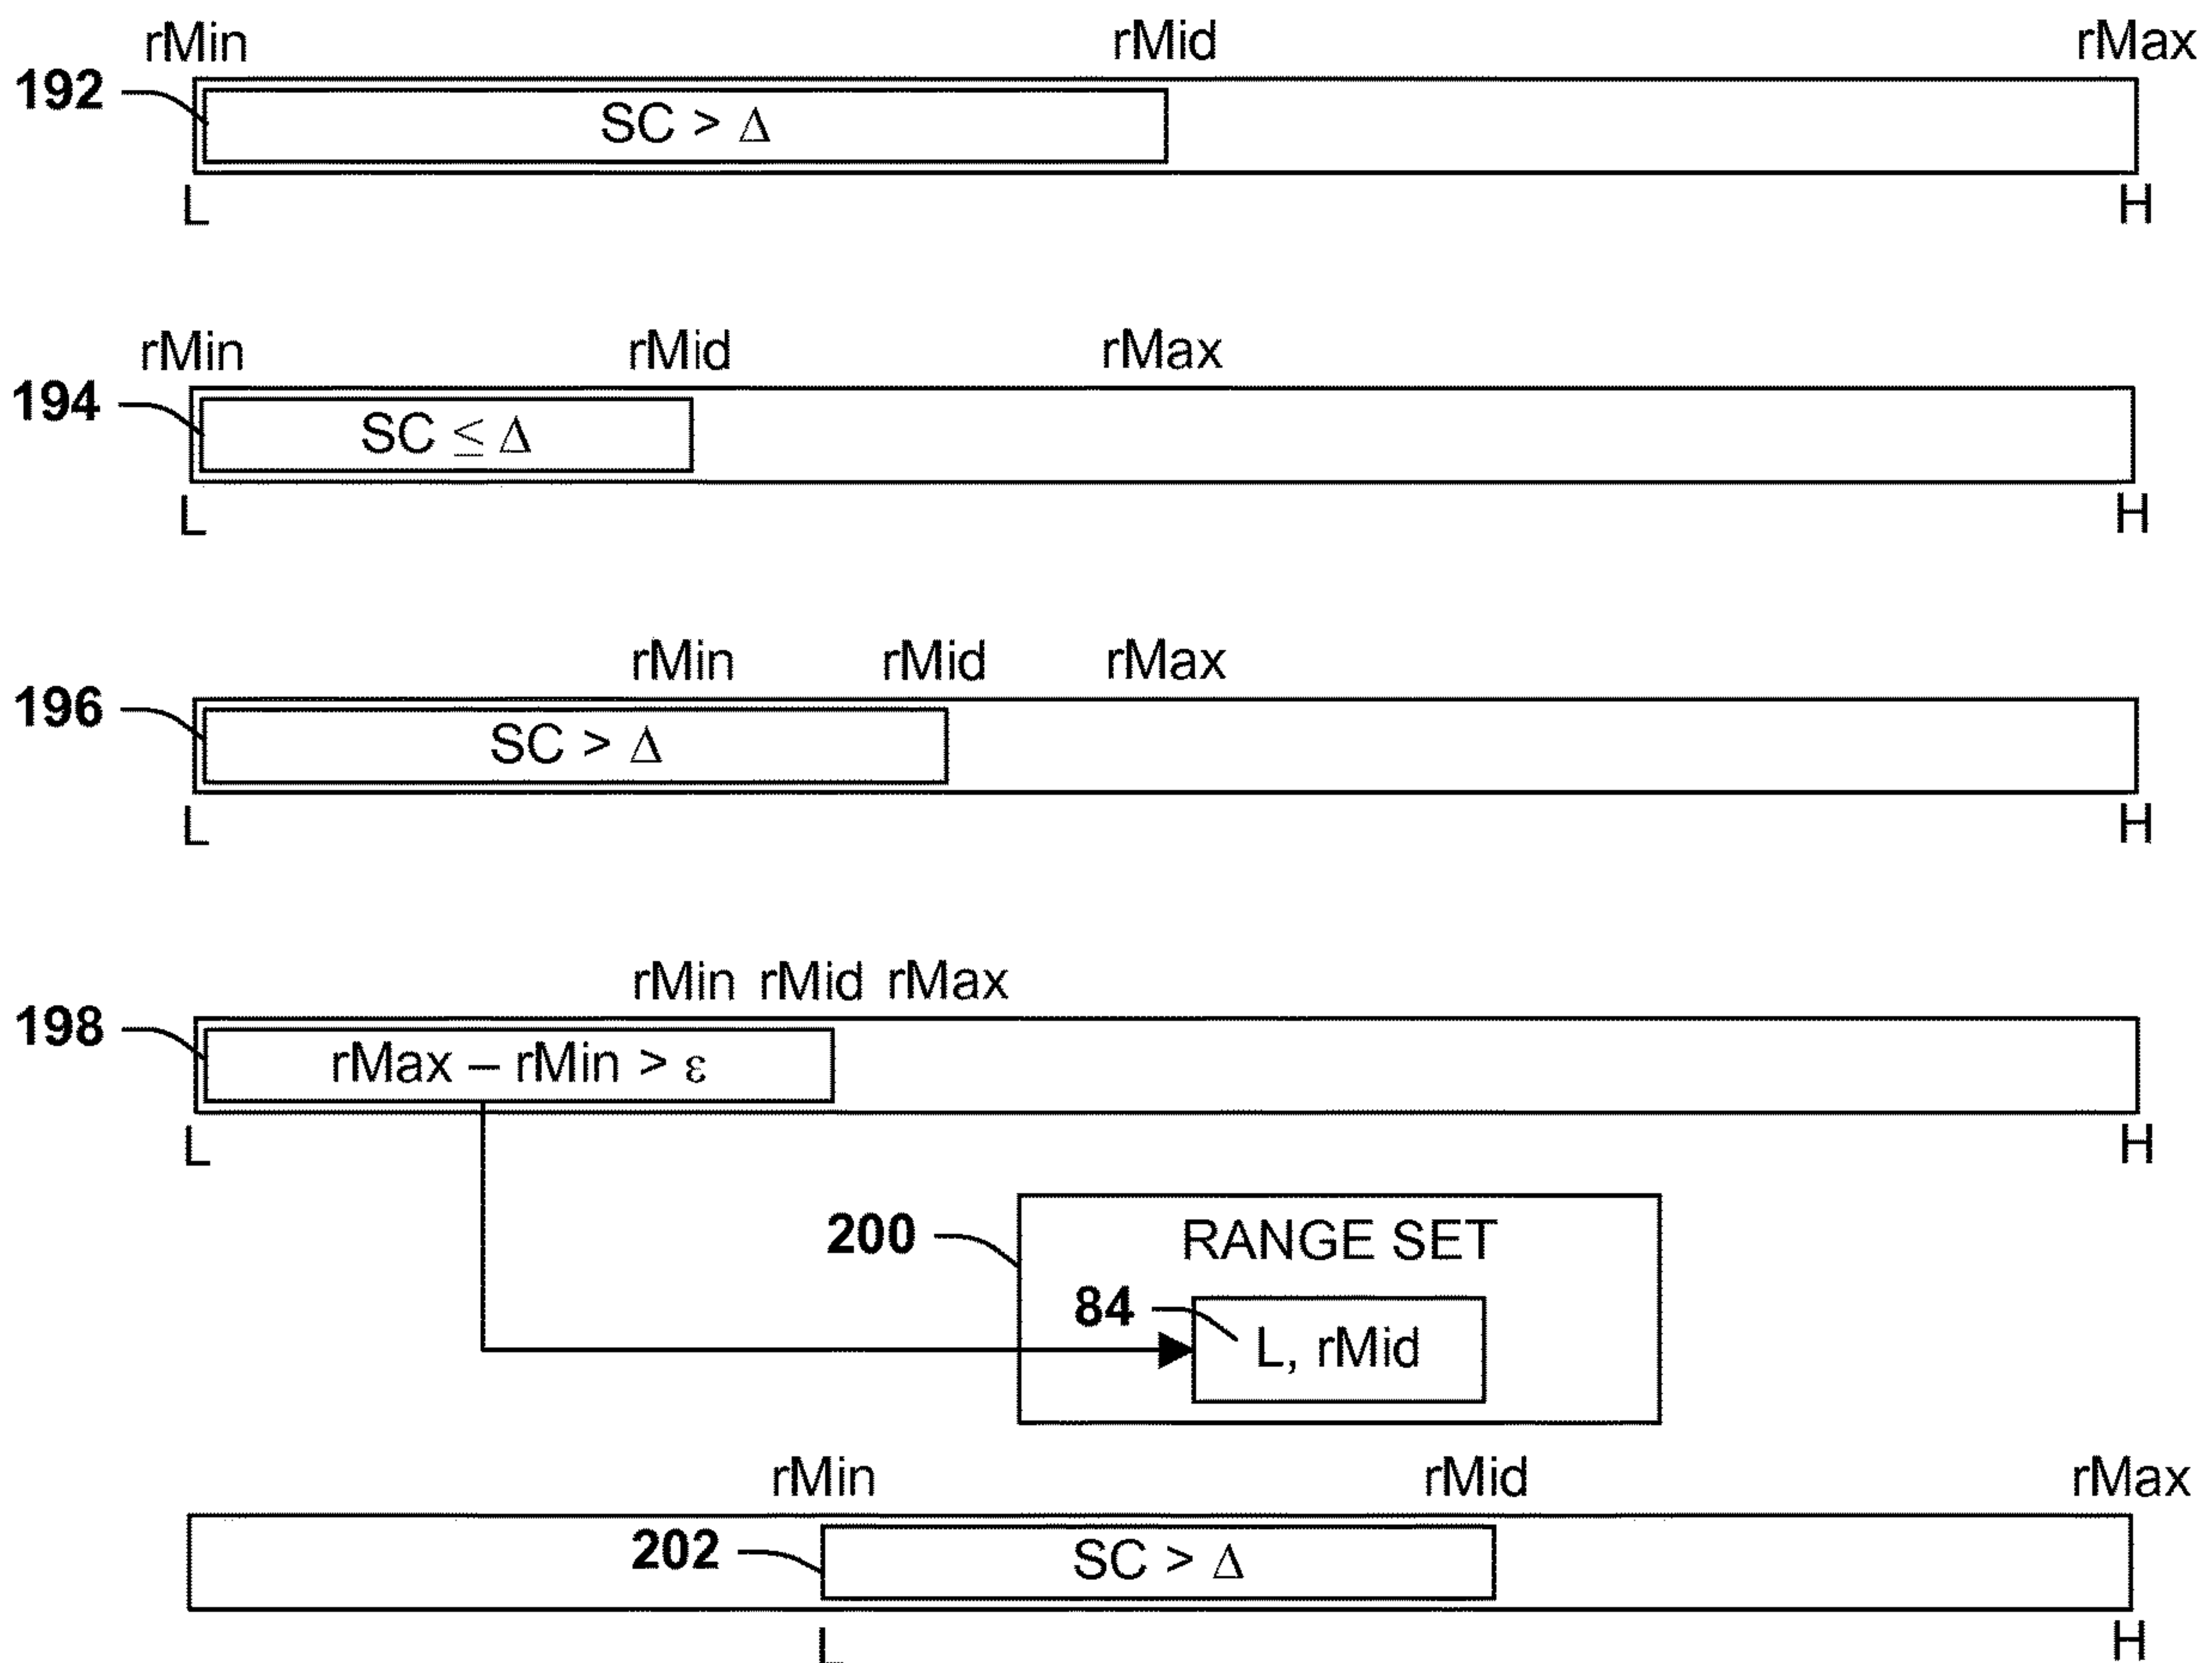 rMin rMid rMax
192 SC > Δ
L H
rMin rMid rMax
194 SC ≤ Δ
L H
rMin rMid rMax
196 SC > Δ
L H
rMin rMid rMax
198 rMax – rMin > ε
L H
200 RANGE SET
84 L, rMid
rMin rMid rMax
202 SC > Δ
L H